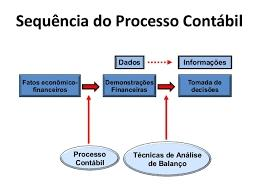 Sequência do Processo Contábil
Dados
Informações
Fatos econômico-
financeiros
Demonstrações
Financeiras
Tomada de
decisões
Processo
Contábil
Técnicas de Análise
de Balanço